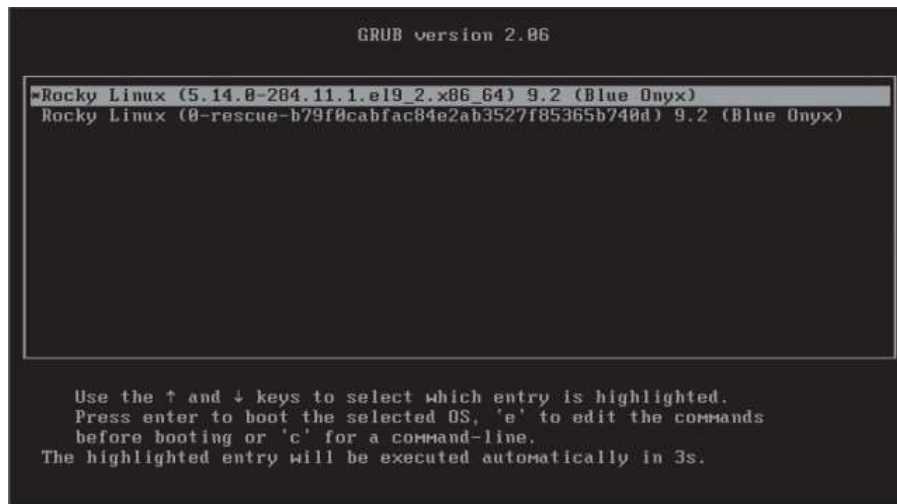 GRUB version 2.06
*Rocky Linux (5.14.0-284.11.1.el9_2.x86_64) 9.2 (Blue Onyx)
Rocky Linux (0-rescue-b79f0cabfac84e2ab3527f85365b740d) 9.2 (Blue Onyx)
Use the ↑ and ↓ keys to select which entry is highlighted.
Press enter to boot the selected OS, 'e' to edit the commands
before booting or 'c' for a command-line.
The highlighted entry will be executed automatically in 3s.